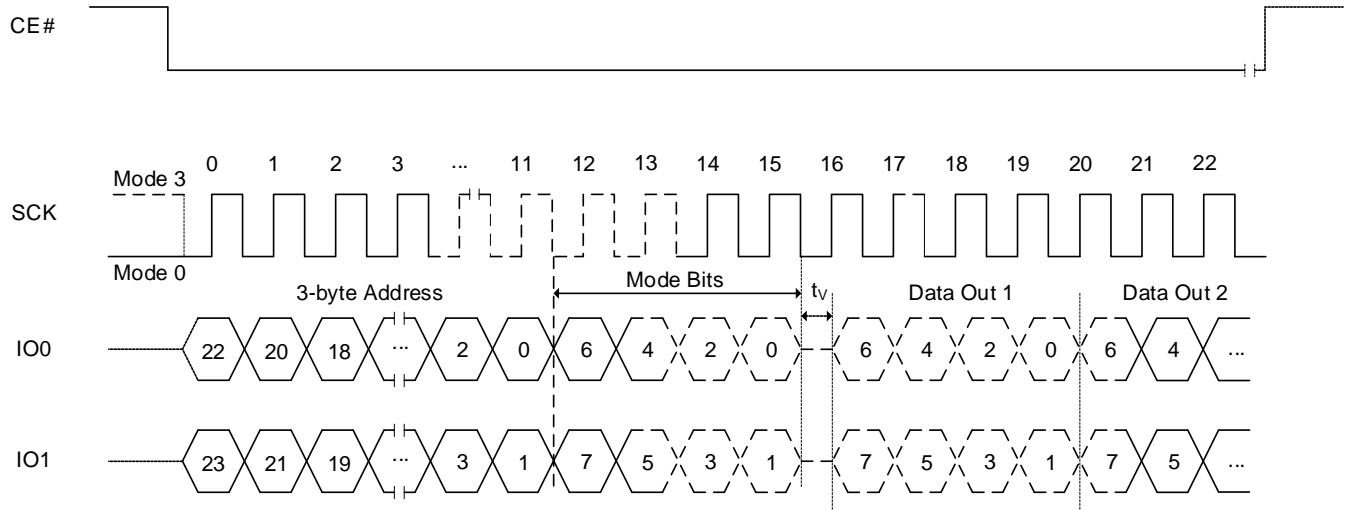 CE#
0 1 2 3 ... 11 12 13 14 15 16 17 18 19 20 21 22
Mode 3
SCK
Mode 0
3-byte Address Mode Bits tV Data Out 1 Data Out 2
IO0 22 20 18 ... 2 0 6 4 2 0 6 4 2 0 6 4 ...
IO1 23 21 19 ... 3 1 7 5 3 1 7 5 3 1 7 5 ...